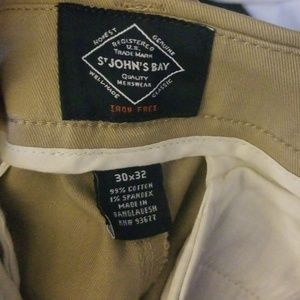 HONEST
GENUINE
REGISTERED
U.S.
TRADE MARK
ST JOHN'S BAY
QUALITY
MENSWEAR
WELL-MADE
CLASSIC
IRON FREE
30x32
99% COTTON
1% SPANDEX
MADE IN
BANGLADESH
RN# 93677